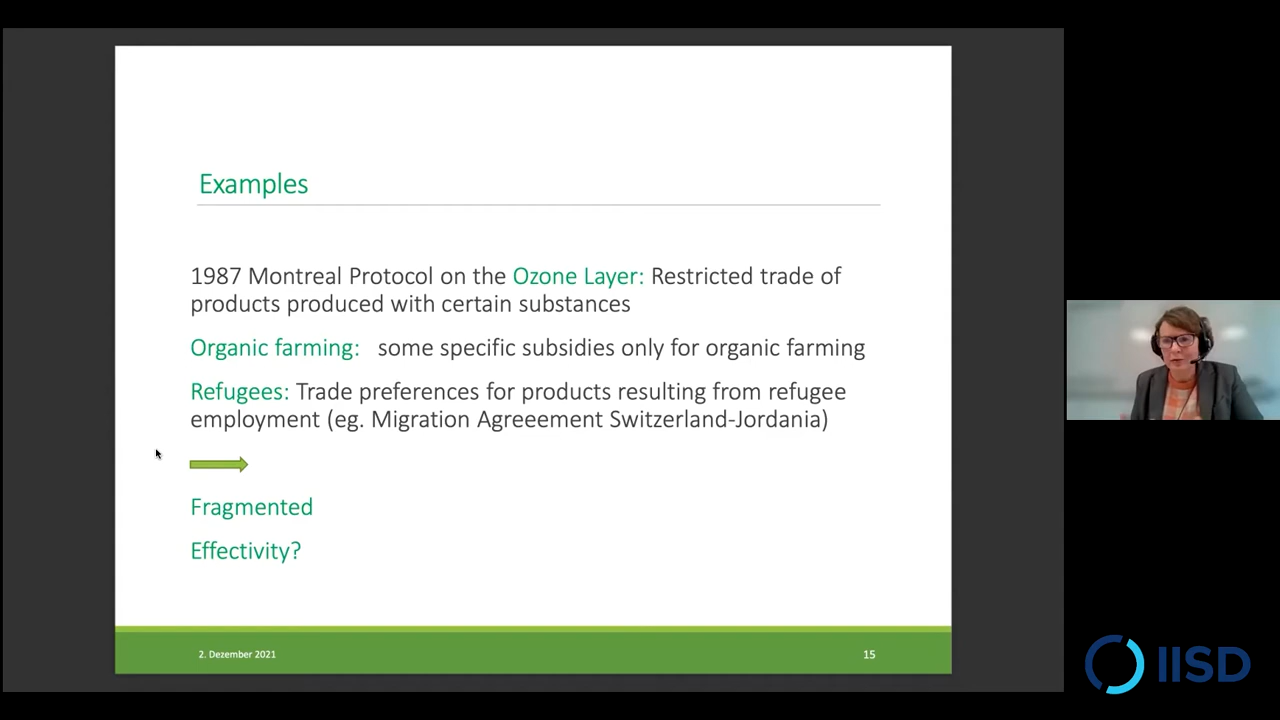 Examples
1987 Montreal Protocol on the Ozone Layer: Restricted trade of
products produced with certain substances
Organic farming: some specific subsidies only for organic farming
Refugees: Trade preferences for products resulting from refugee
employment (eg. Migration Agreeement Switzerland-Jordania)
Fragmented
Effectivity?
2. Dezember 2021
15
IISD